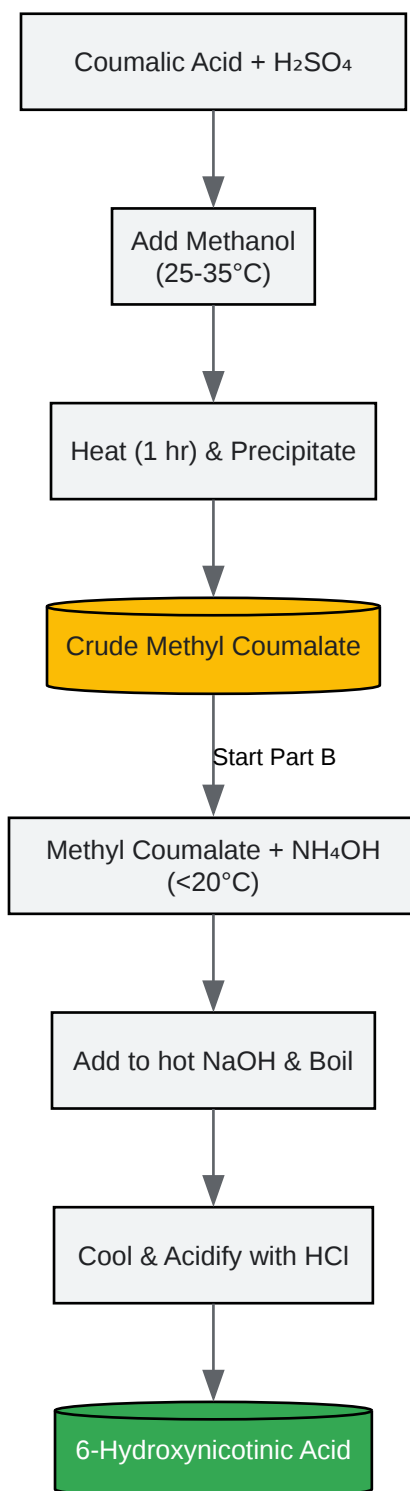 Coumalic Acid + H₂SO₄
Add Methanol
(25-35°C)
Heat (1 hr) & Precipitate
Crude Methyl Coumalate
Start Part B
Methyl Coumalate + NH₄OH
(<20°C)
Add to hot NaOH & Boil
Cool & Acidify with HCl
6-Hydroxynicotinic Acid